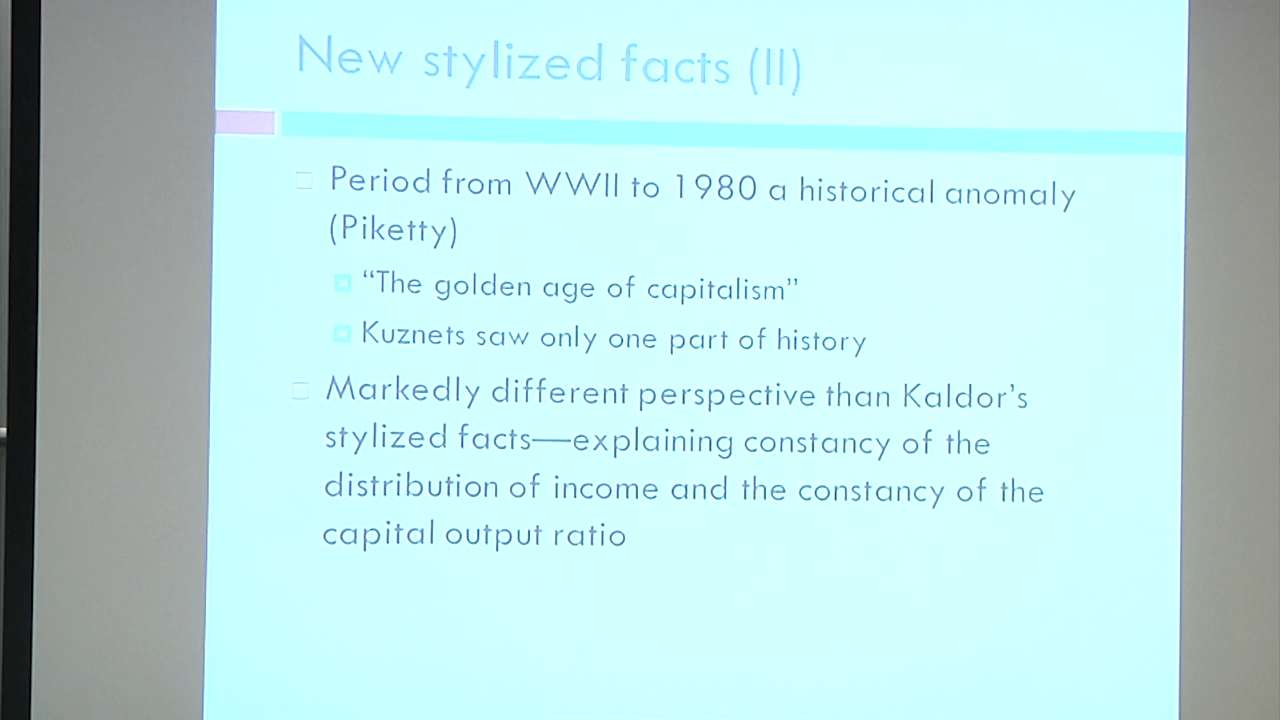 New stylized facts (II)
Period from WWII to 1980 a historical anomaly
(Piketty)
“The golden age of capitalism”
Kuznets saw only one part of history
Markedly different perspective than Kaldor’s
stylized facts—explaining constancy of the
distribution of income and the constancy of the
capital output ratio